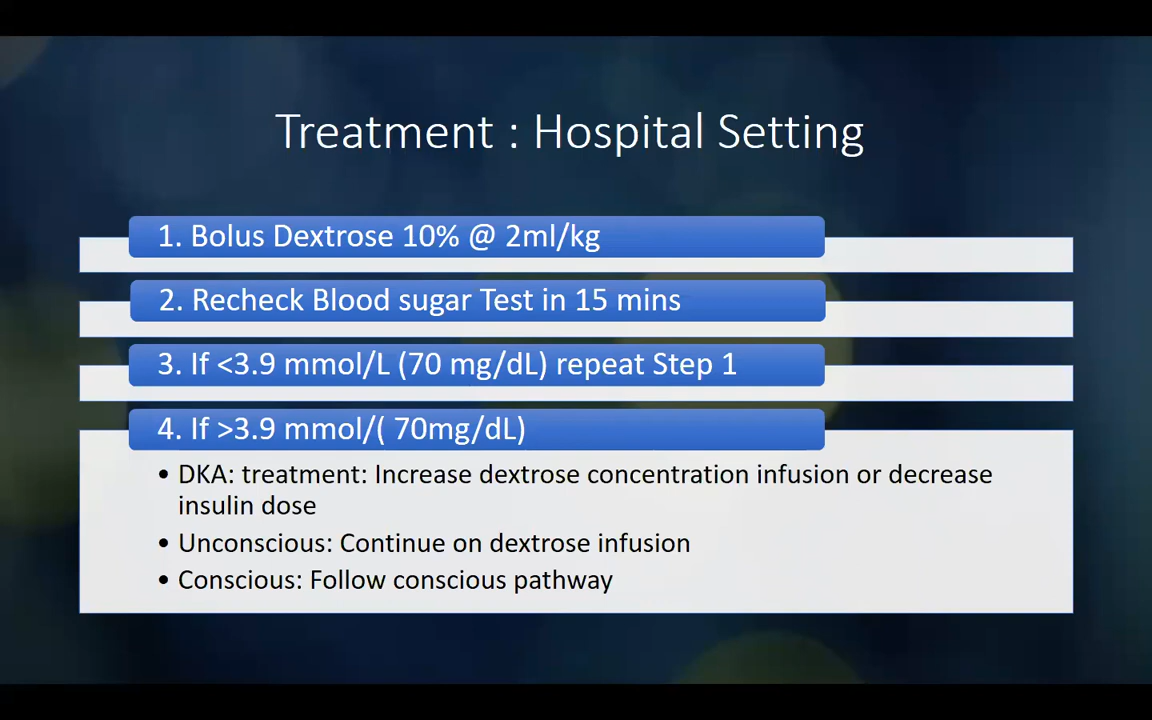 Treatment : Hospital Setting
1. Bolus Dextrose 10% @ 2ml/kg
2. Recheck Blood sugar Test in 15 mins
3. If <3.9 mmol/L (70 mg/dL) repeat Step 1
4. If >3.9 mmol/( 70mg/dL)
• DKA: treatment: Increase dextrose concentration infusion or decrease
insulin dose
• Unconscious: Continue on dextrose infusion
• Conscious: Follow conscious pathway